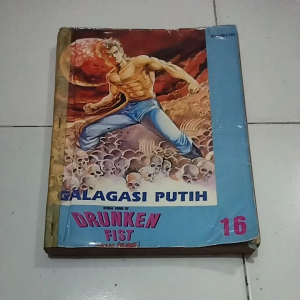 GALAGASI PUTIH
DRUNKEN
FIST
16